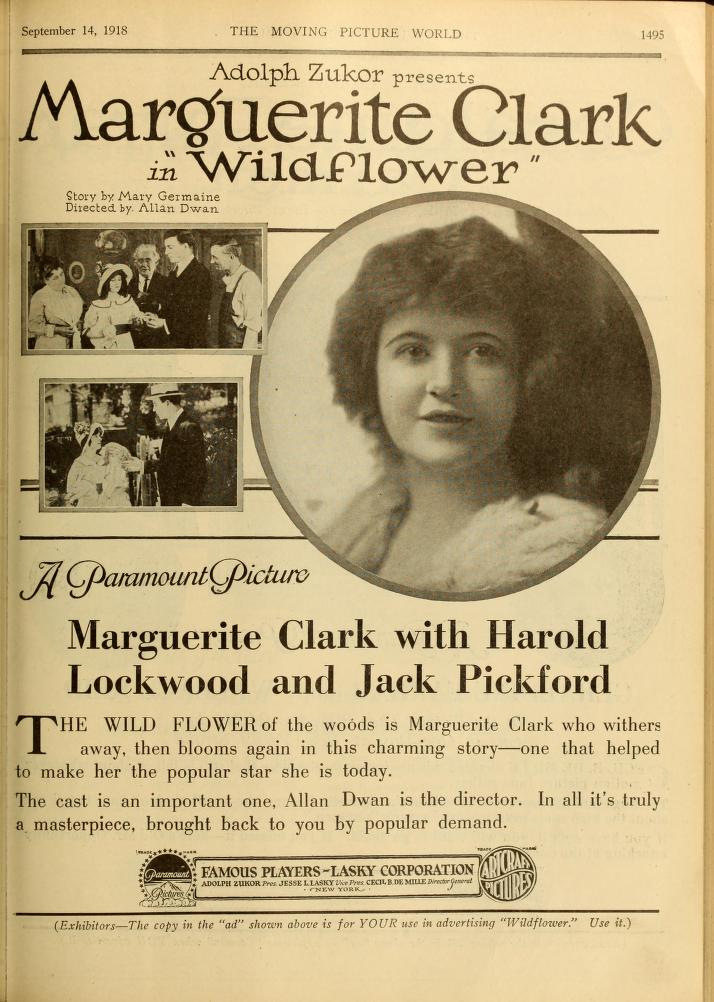 September 14, 1918 THE MOVING PICTURE WORLD 1495
Adolph Zukor presents
Marguerite Clark
in "Wildflower"
Story by Mary Germaine
Directed by. Allan Dwan
A Paramount Picture
Marguerite Clark with Harold
Lockwood and Jack Pickford
THE WILD FLOWER of the woods is Marguerite Clark who withers
away, then blooms again in this charming story—one that helped
to make her the popular star she is today.
The cast is an important one, Allan Dwan is the director. In all it's truly
a masterpiece, brought back to you by popular demand.
TRADE MARK
Paramount
Pictures
FAMOUS PLAYERS-LASKY CORPORATION
ADOLPH ZUKOR Pres. JESSE L. LASKY Vice Pres. CECIL B. DE MILLE Director General
NEW YORK
TRADE MARK
ARTCRAFT
PICTURES
(Exhibitors—The copy in the "ad" shown above is for YOUR use in advertising "Wildflower." Use it.)